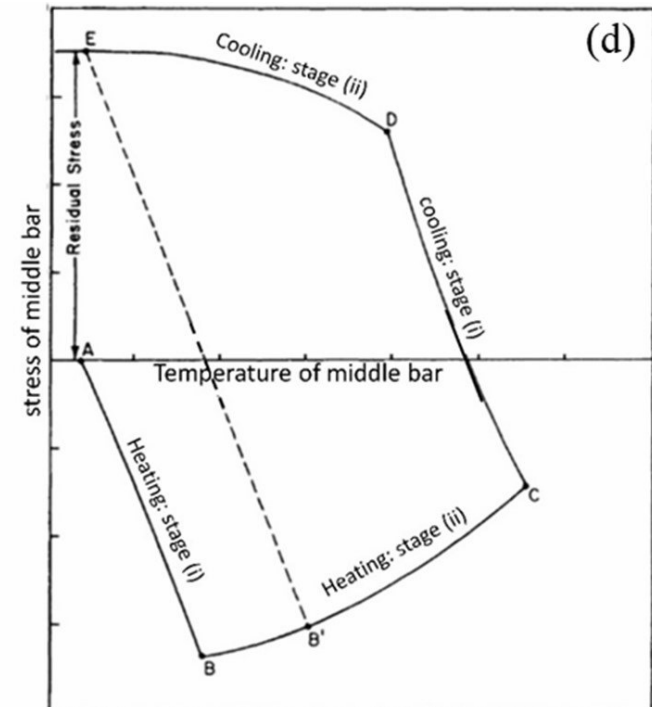 (d)
E
Cooling: stage (ii)
D
Residual Stress
cooling: stage (i)
stress of middle bar
A
Temperature of middle bar
Heating: stage (i)
C
Heating: stage (ii)
B'
B